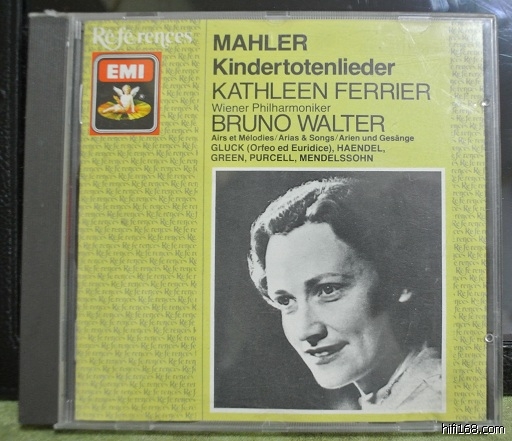 Références
EMI
MAHLER
Kindertotenlieder
KATHLEEN FERRIER
Wiener Philharmoniker
BRUNO WALTER
Airs et Mélodies/Arias & Songs/Arien und Gesänge
GLUCK (Orfeo ed Euridice), HAENDEL,
GREEN, PURCELL, MENDELSSOHN
hifi168.com